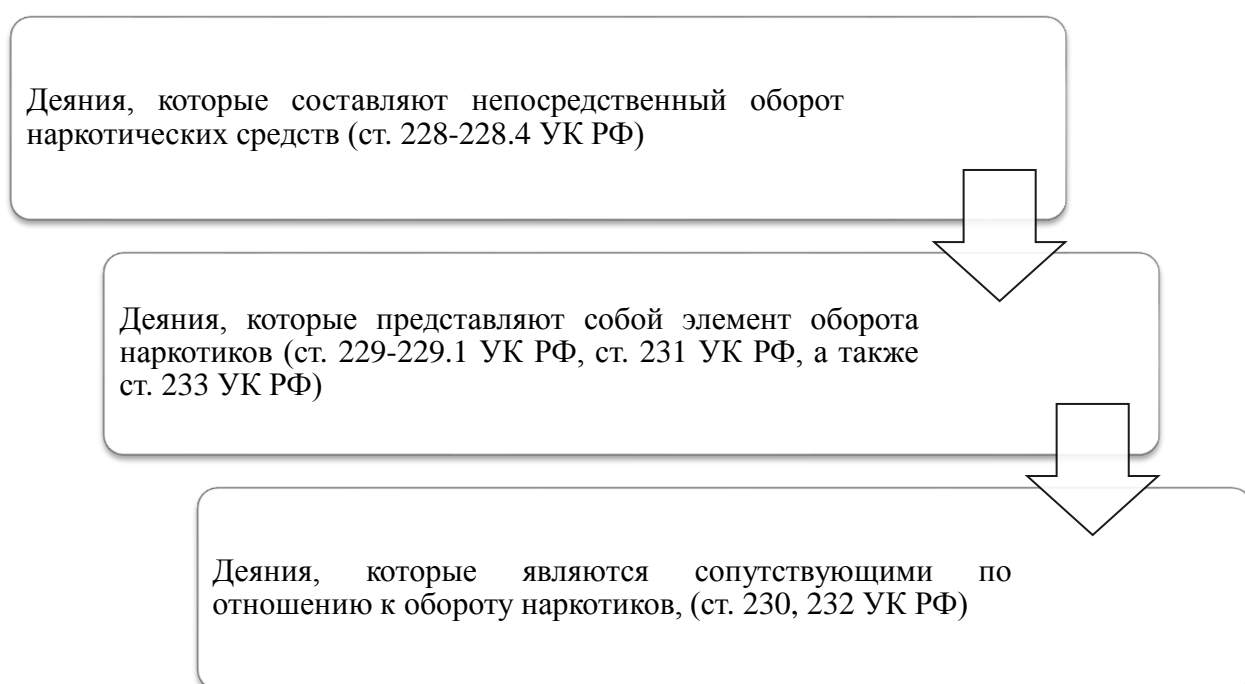 Деяния, которые составляют непосредственный оборот
наркотических средств (ст. 228-228.4 УК РФ)
Деяния, которые представляют собой элемент оборота
наркотиков (ст. 229-229.1 УК РФ, ст. 231 УК РФ, а также
ст. 233 УК РФ)
Деяния, которые являются сопутствующими по
отношению к обороту наркотиков, (ст. 230, 232 УК РФ)